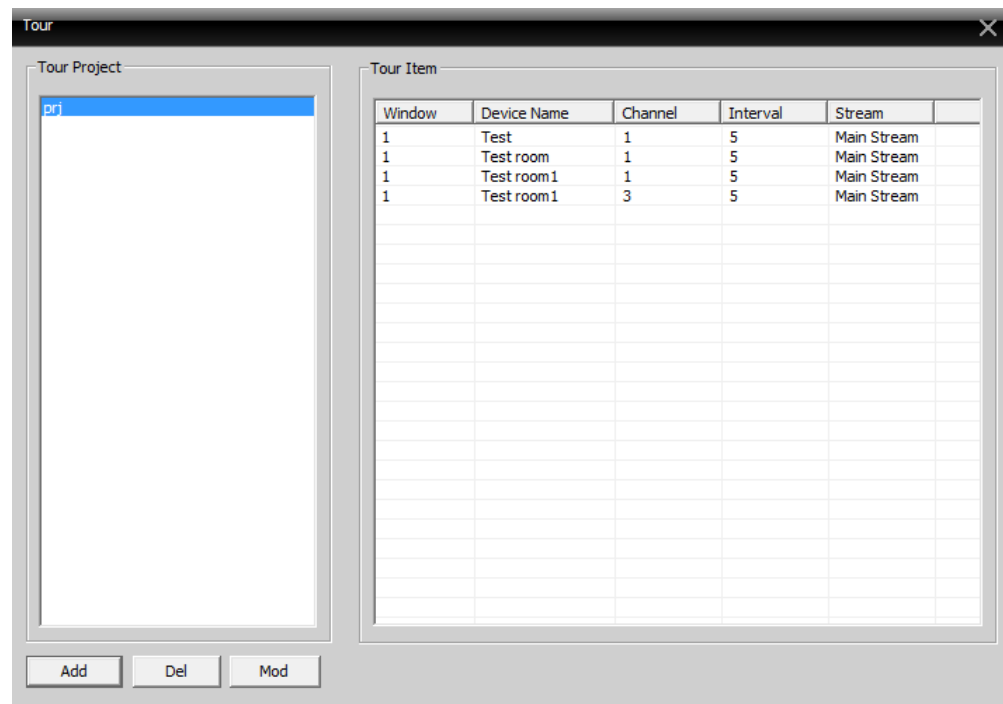 Tour
Tour Project
prj
Tour Item
Window Device Name Channel Interval Stream
1 Test 1 5 Main Stream
1 Test room 1 5 Main Stream
1 Test room1 1 5 Main Stream
1 Test room1 3 5 Main Stream
Add Del Mod